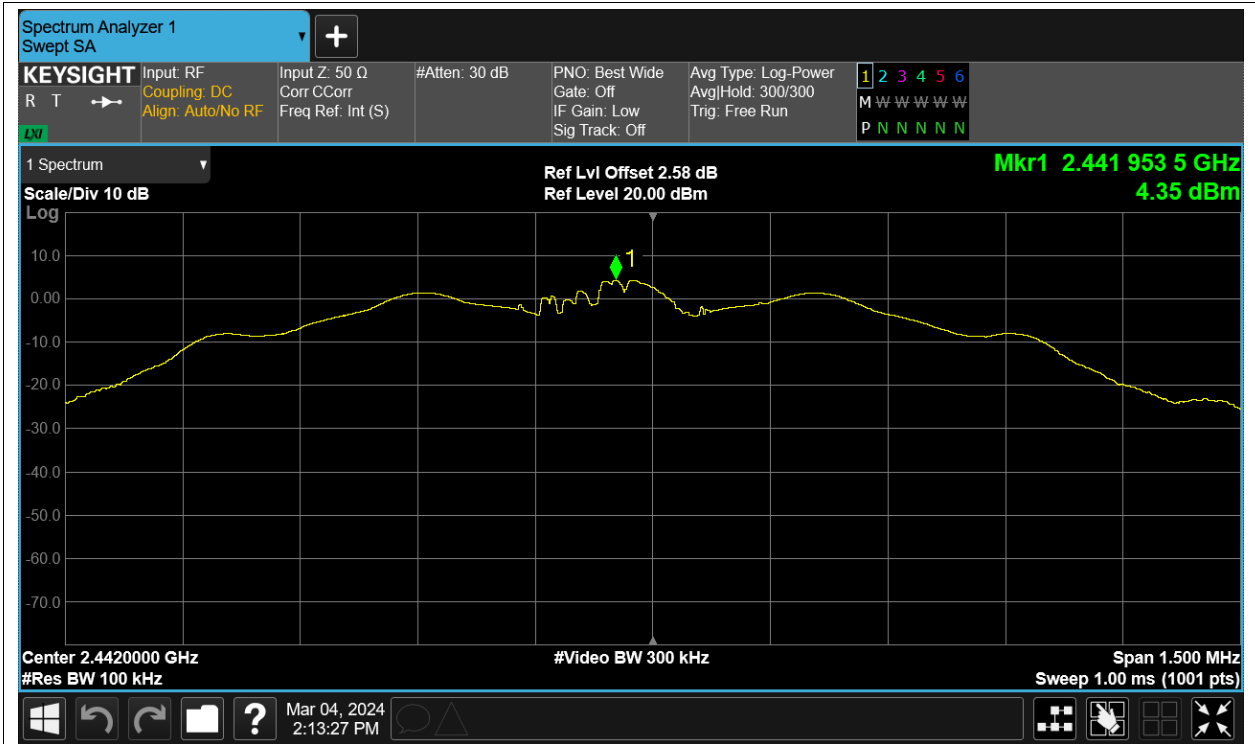 Spectrum Analyzer 1
Swept SA
KEYSIGHT
R T
LXI
Input: RF
Coupling: DC
Align: Auto/No RF
Input Z: 50 Ω
Corr CCorr
Freq Ref: Int (S)
#Atten: 30 dB
PNO: Best Wide
Gate: Off
IF Gain: Low
Sig Track: Off
Avg Type: Log-Power
Avg|Hold: 300/300
Trig: Free Run
1 2 3 4 5 6
M W W W W W
P N N N N N
1 Spectrum
Scale/Div 10 dB
Log
Ref Lvl Offset 2.58 dB
Ref Level 20.00 dBm
Mkr1 2.441 953 5 GHz
4.35 dBm
1
10.0
0.00
-10.0
-20.0
-30.0
-40.0
-50.0
-60.0
-70.0
Center 2.4420000 GHz
#Res BW 100 kHz
#Video BW 300 kHz
Span 1.500 MHz
Sweep 1.00 ms (1001 pts)
?
Mar 04, 2024
2:13:27 PM